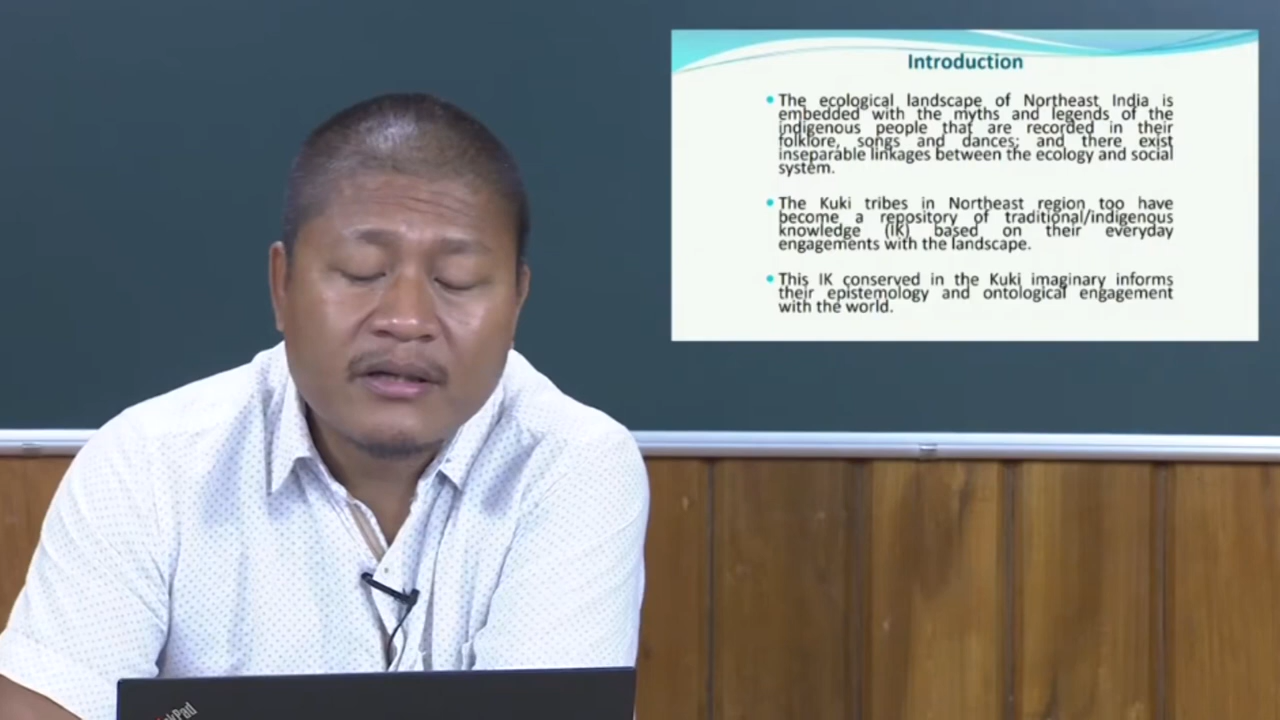 Introduction
The ecological landscape of Northeast India is
embedded with the myths and legends of the
indigenous people that are recorded in their
folklore, songs and dances; and there exist
inseparable linkages between the ecology and social
system.
The Kuki tribes in Northeast region too have
become a repository of traditional/indigenous
knowledge (IK) based on their everyday
engagements with the landscape.
This IK conserved in the Kuki imaginary informs
their epistemology and ontological engagement
with the world.